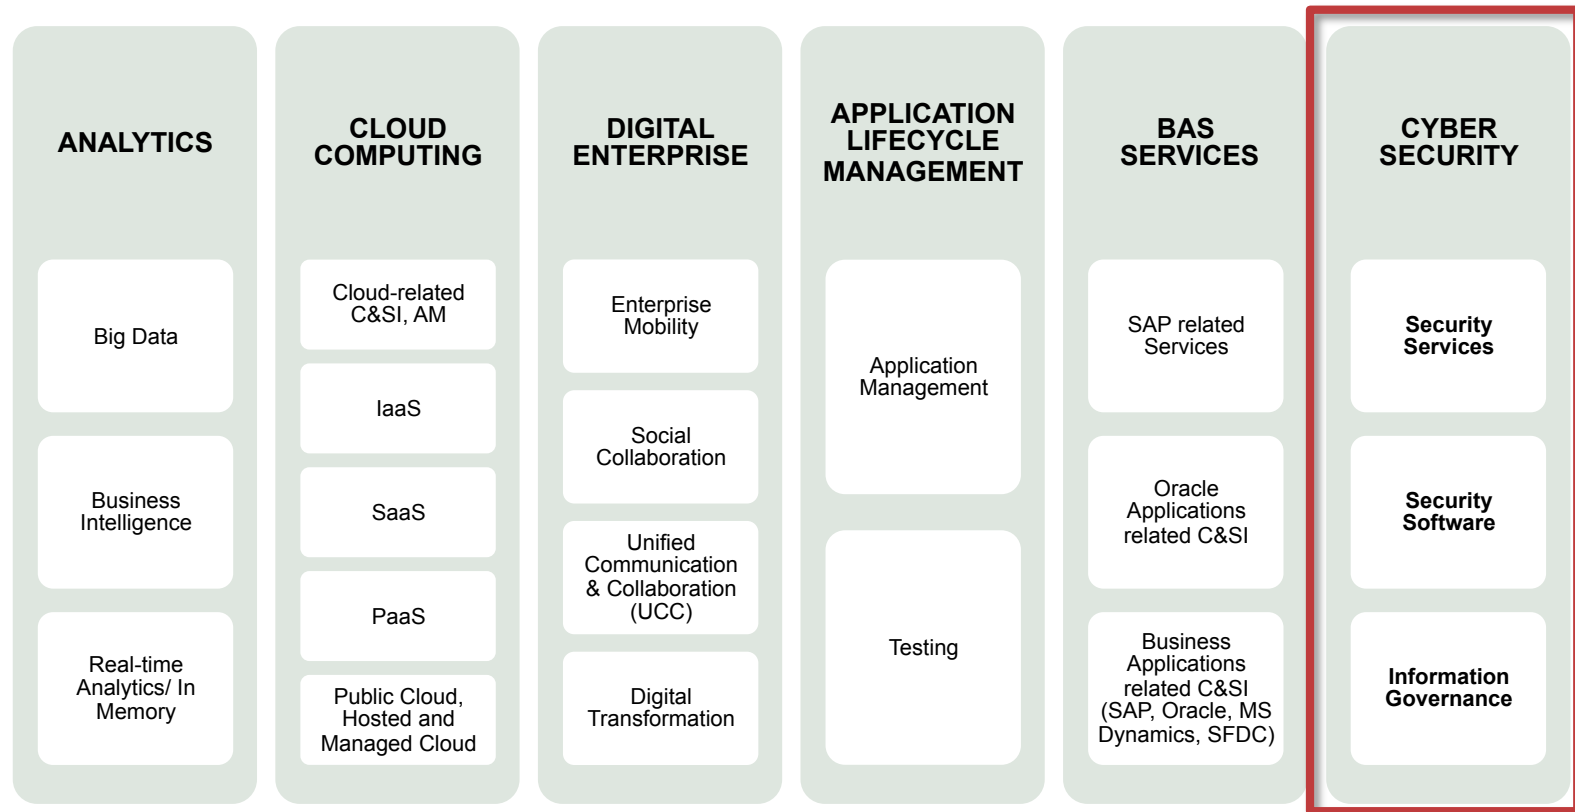 ANALYTICS
Big Data
Business
Intelligence
Real-time
Analytics/ In
Memory
CLOUD
COMPUTING
Cloud-related
C&SI, AM
IaaS
SaaS
PaaS
Public Cloud,
Hosted and
Managed Cloud
DIGITAL
ENTERPRISE
Enterprise
Mobility
Social
Collaboration
Unified
Communication
& Collaboration
(UCC)
Digital
Transformation
APPLICATION
LIFECYCLE
MANAGEMENT
Application
Management
Testing
BAS
SERVICES
SAP related
Services
Oracle
Applications
related C&SI
Business
Applications
related C&SI
(SAP, Oracle, MS
Dynamics, SFDC)
CYBER
SECURITY
Security
Services
Security
Software
Information
Governance